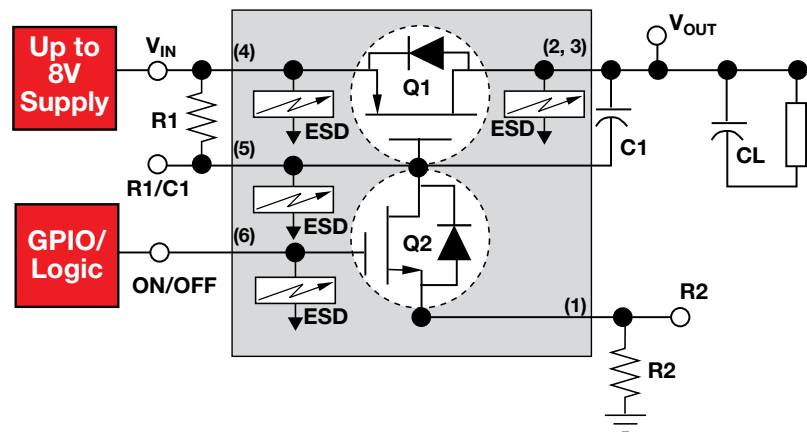 Up to
8V
Supply
VIN
(4)
(2, 3)
VOUT
Q1
R1
ESD
ESD
C1
CL
(5)
R1/C1
ESD
GPIO/
Logic
(6)
Q2
ON/OFF
ESD
(1)
R2
R2